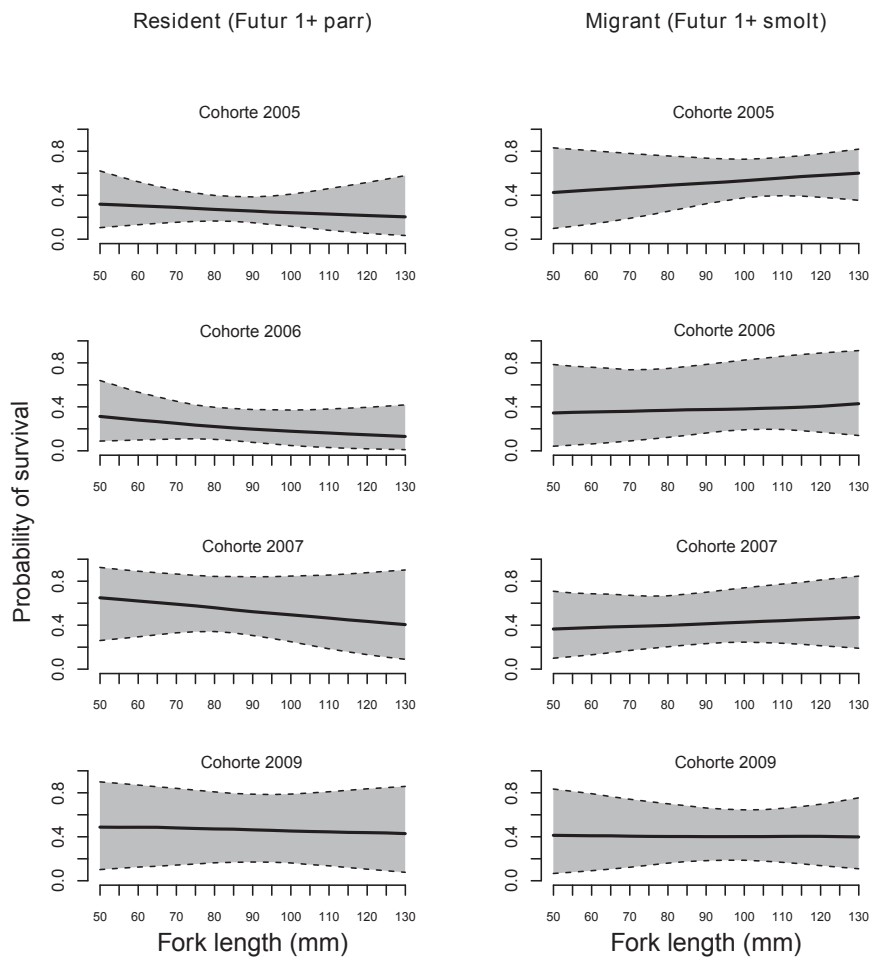 Resident (Futur 1+ parr)
Migrant (Futur 1+ smolt)
Probability of survival
Cohorte 2005
0.0 0.4 0.8
50 60 70 80 90 100 110 120 130
Cohorte 2005
0.0 0.4 0.8
50 60 70 80 90 100 110 120 130
Cohorte 2006
0.0 0.4 0.8
50 60 70 80 90 100 110 120 130
Cohorte 2006
0.0 0.4 0.8
50 60 70 80 90 100 110 120 130
Cohorte 2007
0.0 0.4 0.8
50 60 70 80 90 100 110 120 130
Cohorte 2007
0.0 0.4 0.8
50 60 70 80 90 100 110 120 130
Cohorte 2009
0.0 0.4 0.8
50 60 70 80 90 100 110 120 130
Fork length (mm)
Cohorte 2009
0.0 0.4 0.8
50 60 70 80 90 100 110 120 130
Fork length (mm)